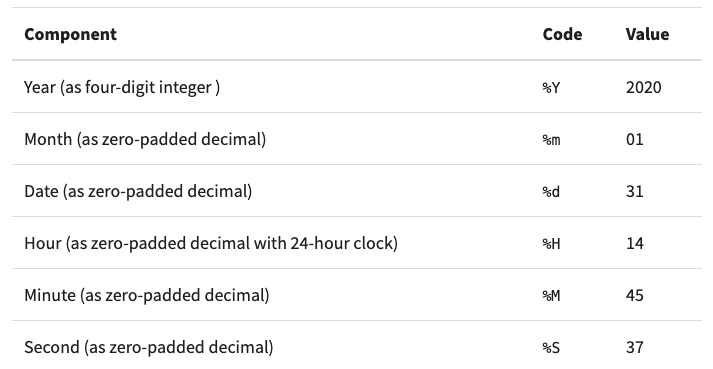 Component Code Value
Year (as four-digit integer ) %Y 2020
Month (as zero-padded decimal) %m 01
Date (as zero-padded decimal) %d 31
Hour (as zero-padded decimal with 24-hour clock) %H 14
Minute (as zero-padded decimal) %M 45
Second (as zero-padded decimal) %S 37